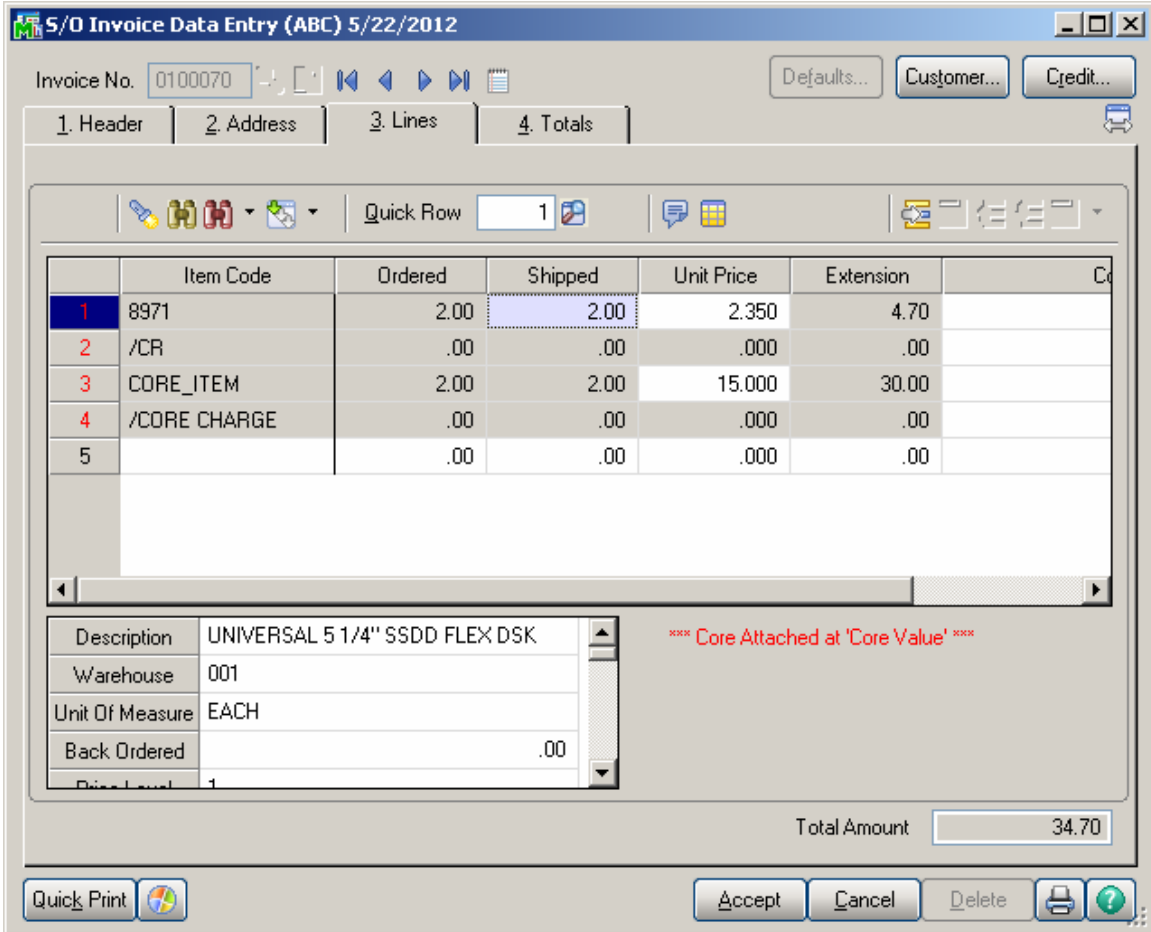 S/O Invoice Data Entry (ABC) 5/22/2012
Invoice No. 0100070 Defaults... Customer... Credit...
1. Header 2. Address 3. Lines 4. Totals
Quick Row 1
Item Code Ordered Shipped Unit Price Extension
1 8971 2.00 2.00 2.350 4.70
2 /CR .00 .00 .000 .00
3 CORE_ITEM 2.00 2.00 15.000 30.00
4 /CORE CHARGE .00 .00 .000 .00
5 .00 .00 .000 .00
Description UNIVERSAL 5 1/4" SSDD FLEX DSK *** Core Attached at 'Core Value' ***
Warehouse 001
Unit Of Measure EACH
Back Ordered .00
Price Level 1
Total Amount 34.70
Quick Print Accept Cancel Delete